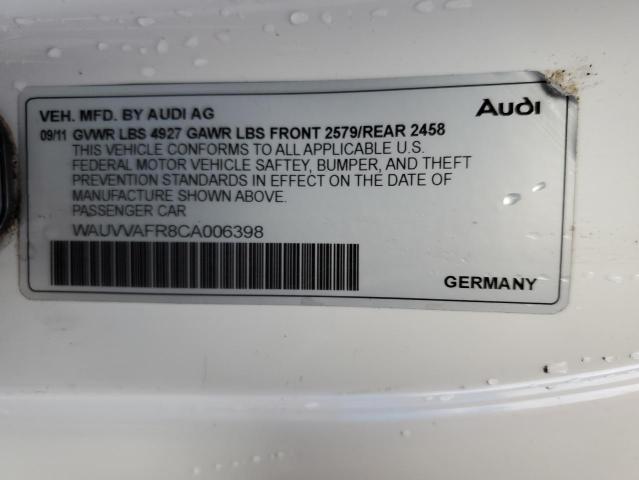 VEH. MFD. BY AUDI AG
Audi
09/11 GVWR LBS 4927 GAWR LBS FRONT 2579/REAR 2458
THIS VEHICLE CONFORMS TO ALL APPLICABLE U.S.
FEDERAL MOTOR VEHICLE SAFTEY, BUMPER, AND THEFT
PREVENTION STANDARDS IN EFFECT ON THE DATE OF
MANUFACTURE SHOWN ABOVE.
PASSENGER CAR
WAUVVAFR8CA006398
GERMANY